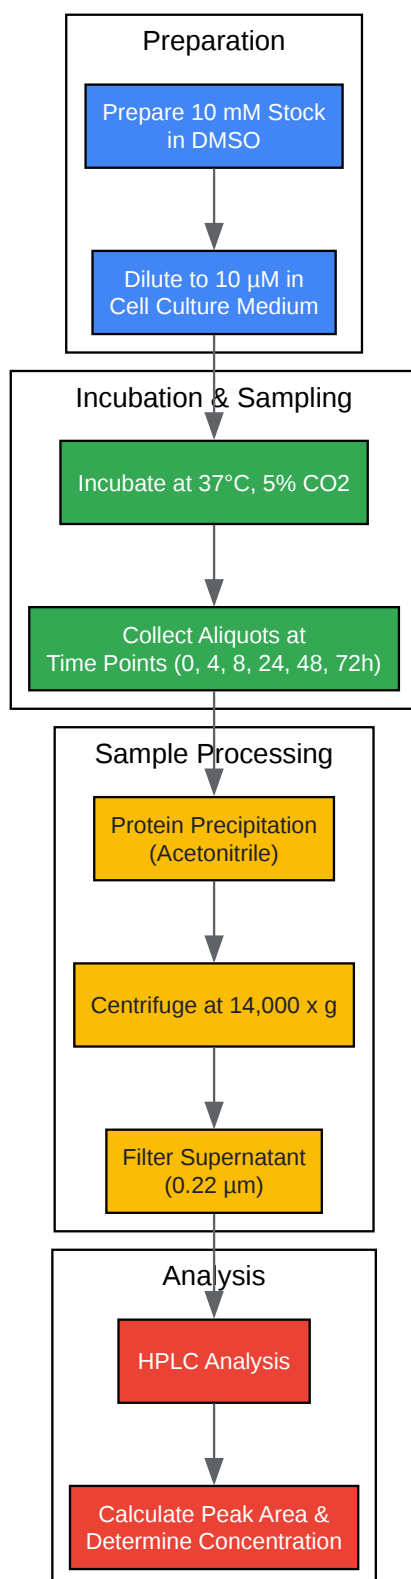 Preparation
Prepare 10 mM Stock
in DMSO
Dilute to 10 µM in
Cell Culture Medium
Incubation & Sampling
Incubate at 37°C, 5% CO2
Collect Aliquots at
Time Points (0, 4, 8, 24, 48, 72h)
Sample Processing
Protein Precipitation
(Acetonitrile)
Centrifuge at 14,000 x g
Filter Supernatant
(0.22 µm)
Analysis
HPLC Analysis
Calculate Peak Area &
Determine Concentration